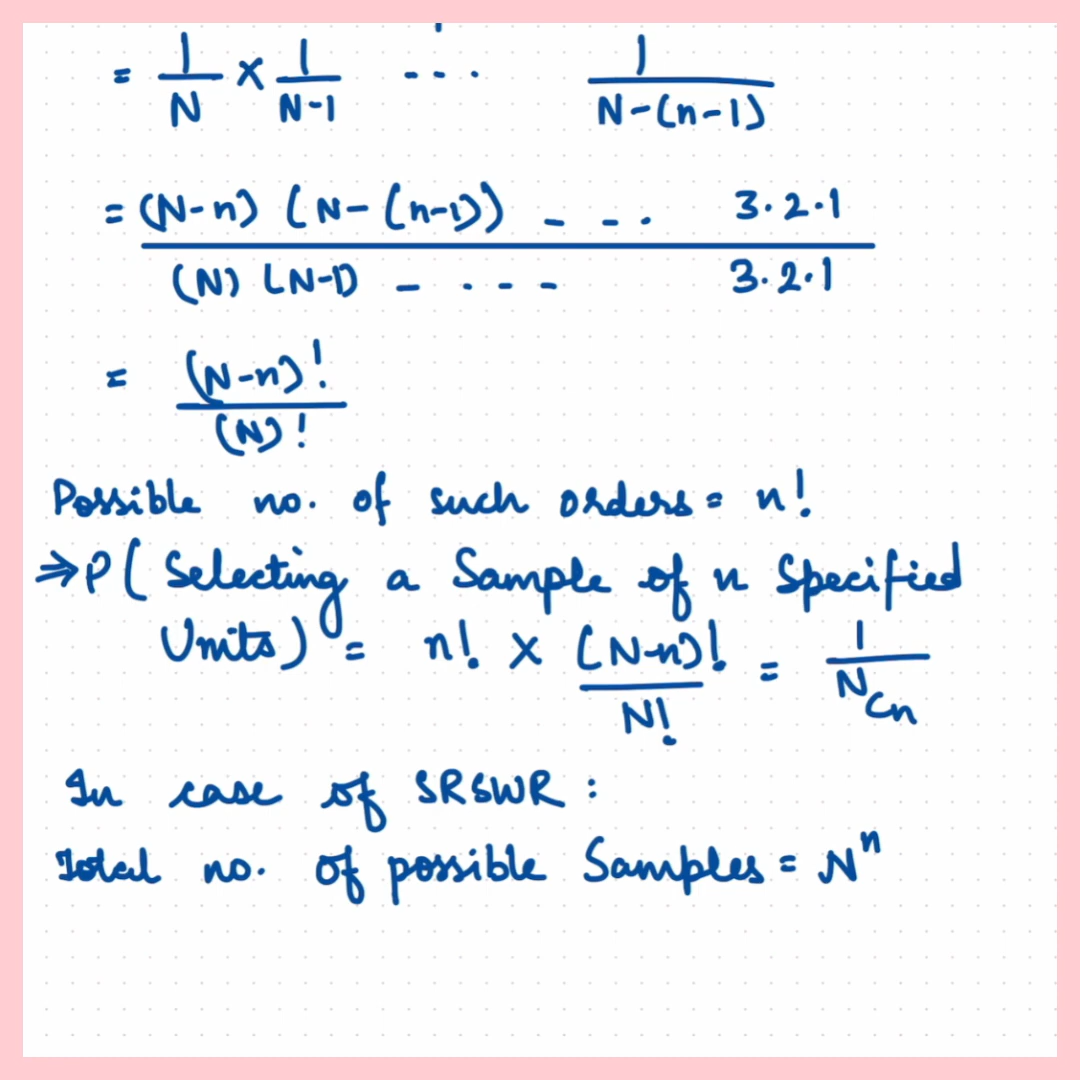 = 1/N × 1/N-1 .... 1/N-(n-1)
= (N-n) (N-(n-1)) - - . 3.2.1 / (N) (N-1) - . - - 3.2.1
= (N-n)! / (N)!
Possible no. of such orders = n!
⇒ P( Selecting a Sample of n Specified
Units) = n! × (N-n)! / N! = 1 / NCn
In case of SRSWR :
Total no. of possible Samples = Nⁿ